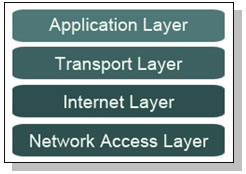 Application Layer
Transport Layer
Internet Layer
Network Access Layer